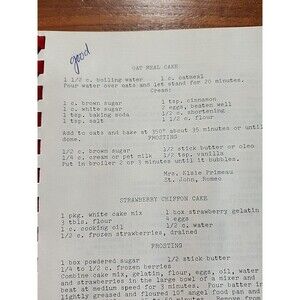 good
OAT MEAL CAKE
1 1/2 c. boiling water 1 c. oatmeal
Pour water over oats and let stand for 20 minutes.
Cream:
1 c. brown sugar 1 tsp. cinnamon
1 c. white sugar 2 eggs, beaten well
1 tsp. baking soda 1/2 c. shortening
1 tsp. salt 1 1/2 c. flour
Add to oats and bake at 350° about 35 minutes or until
done.
FROSTING
1/2 c. brown sugar 1/2 stick butter or oleo
1/4 c. cream or pet milk 1/2 tsp. vanilla
Put in broiler 2 or 3 minutes until it bubbles.
Mrs. Elsie Primeau
St. John, Romeo
STRAWBERRY CHIFFON CAKE
1 pkg. white cake mix 1 box strawberry gelatin
3 tbls. flour 4 eggs
1 c. cooking oil 1/2 c. water
1/2 c. frozen strawberries, drained
FROSTING
1 box powdered sugar 1/2 stick butter
1/4 to 1/2 c. frozen berries
Combine cake mix, gelatin, flour, eggs, oil, water
and strawberries in the large bowl of a mixer and
beat at medium speed for 3 minutes. Pour batter i
lightly greased and floured 10" angel food pan and